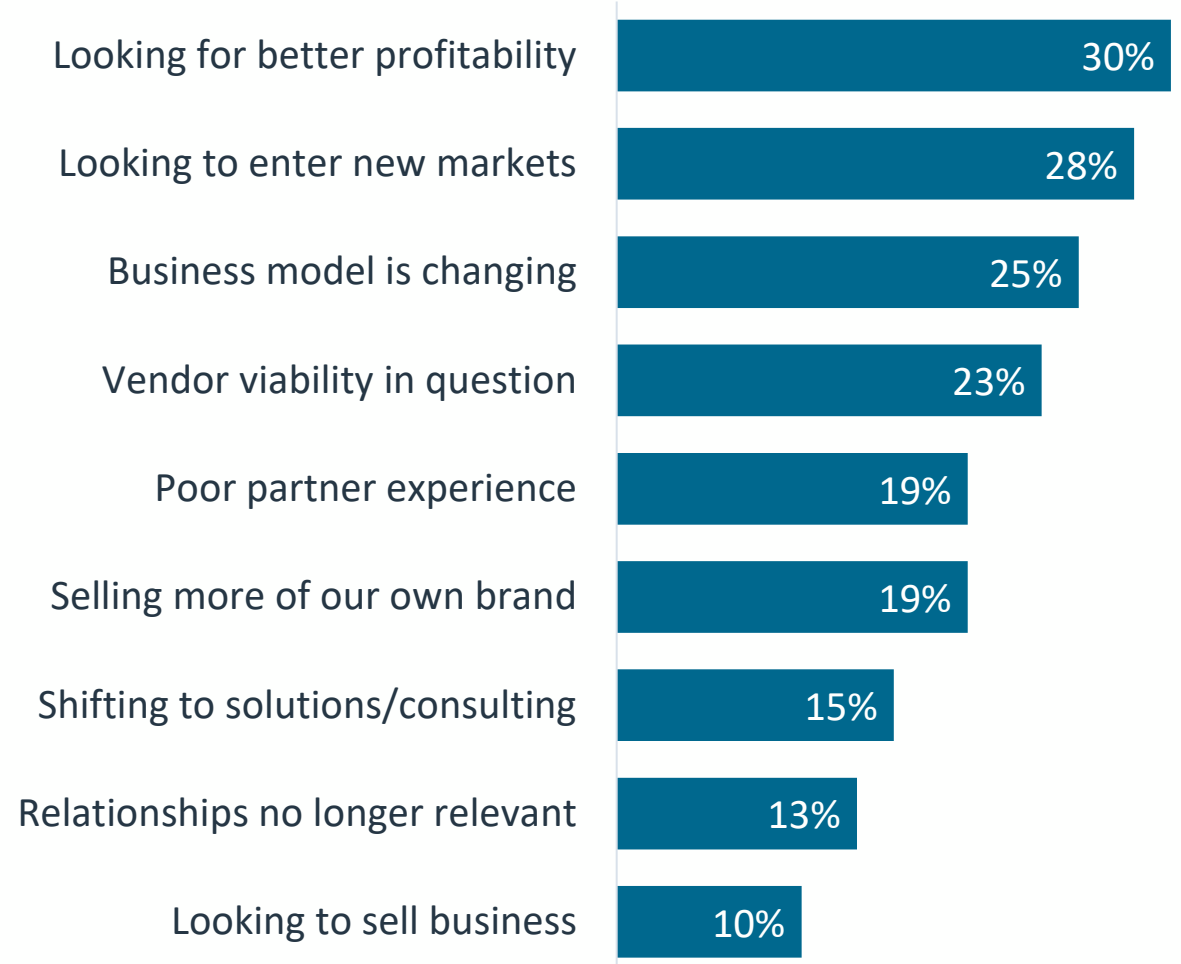 Looking for better profitability 30%
Looking to enter new markets 28%
Business model is changing 25%
Vendor viability in question 23%
Poor partner experience 19%
Selling more of our own brand 19%
Shifting to solutions/consulting 15%
Relationships no longer relevant 13%
Looking to sell business 10%